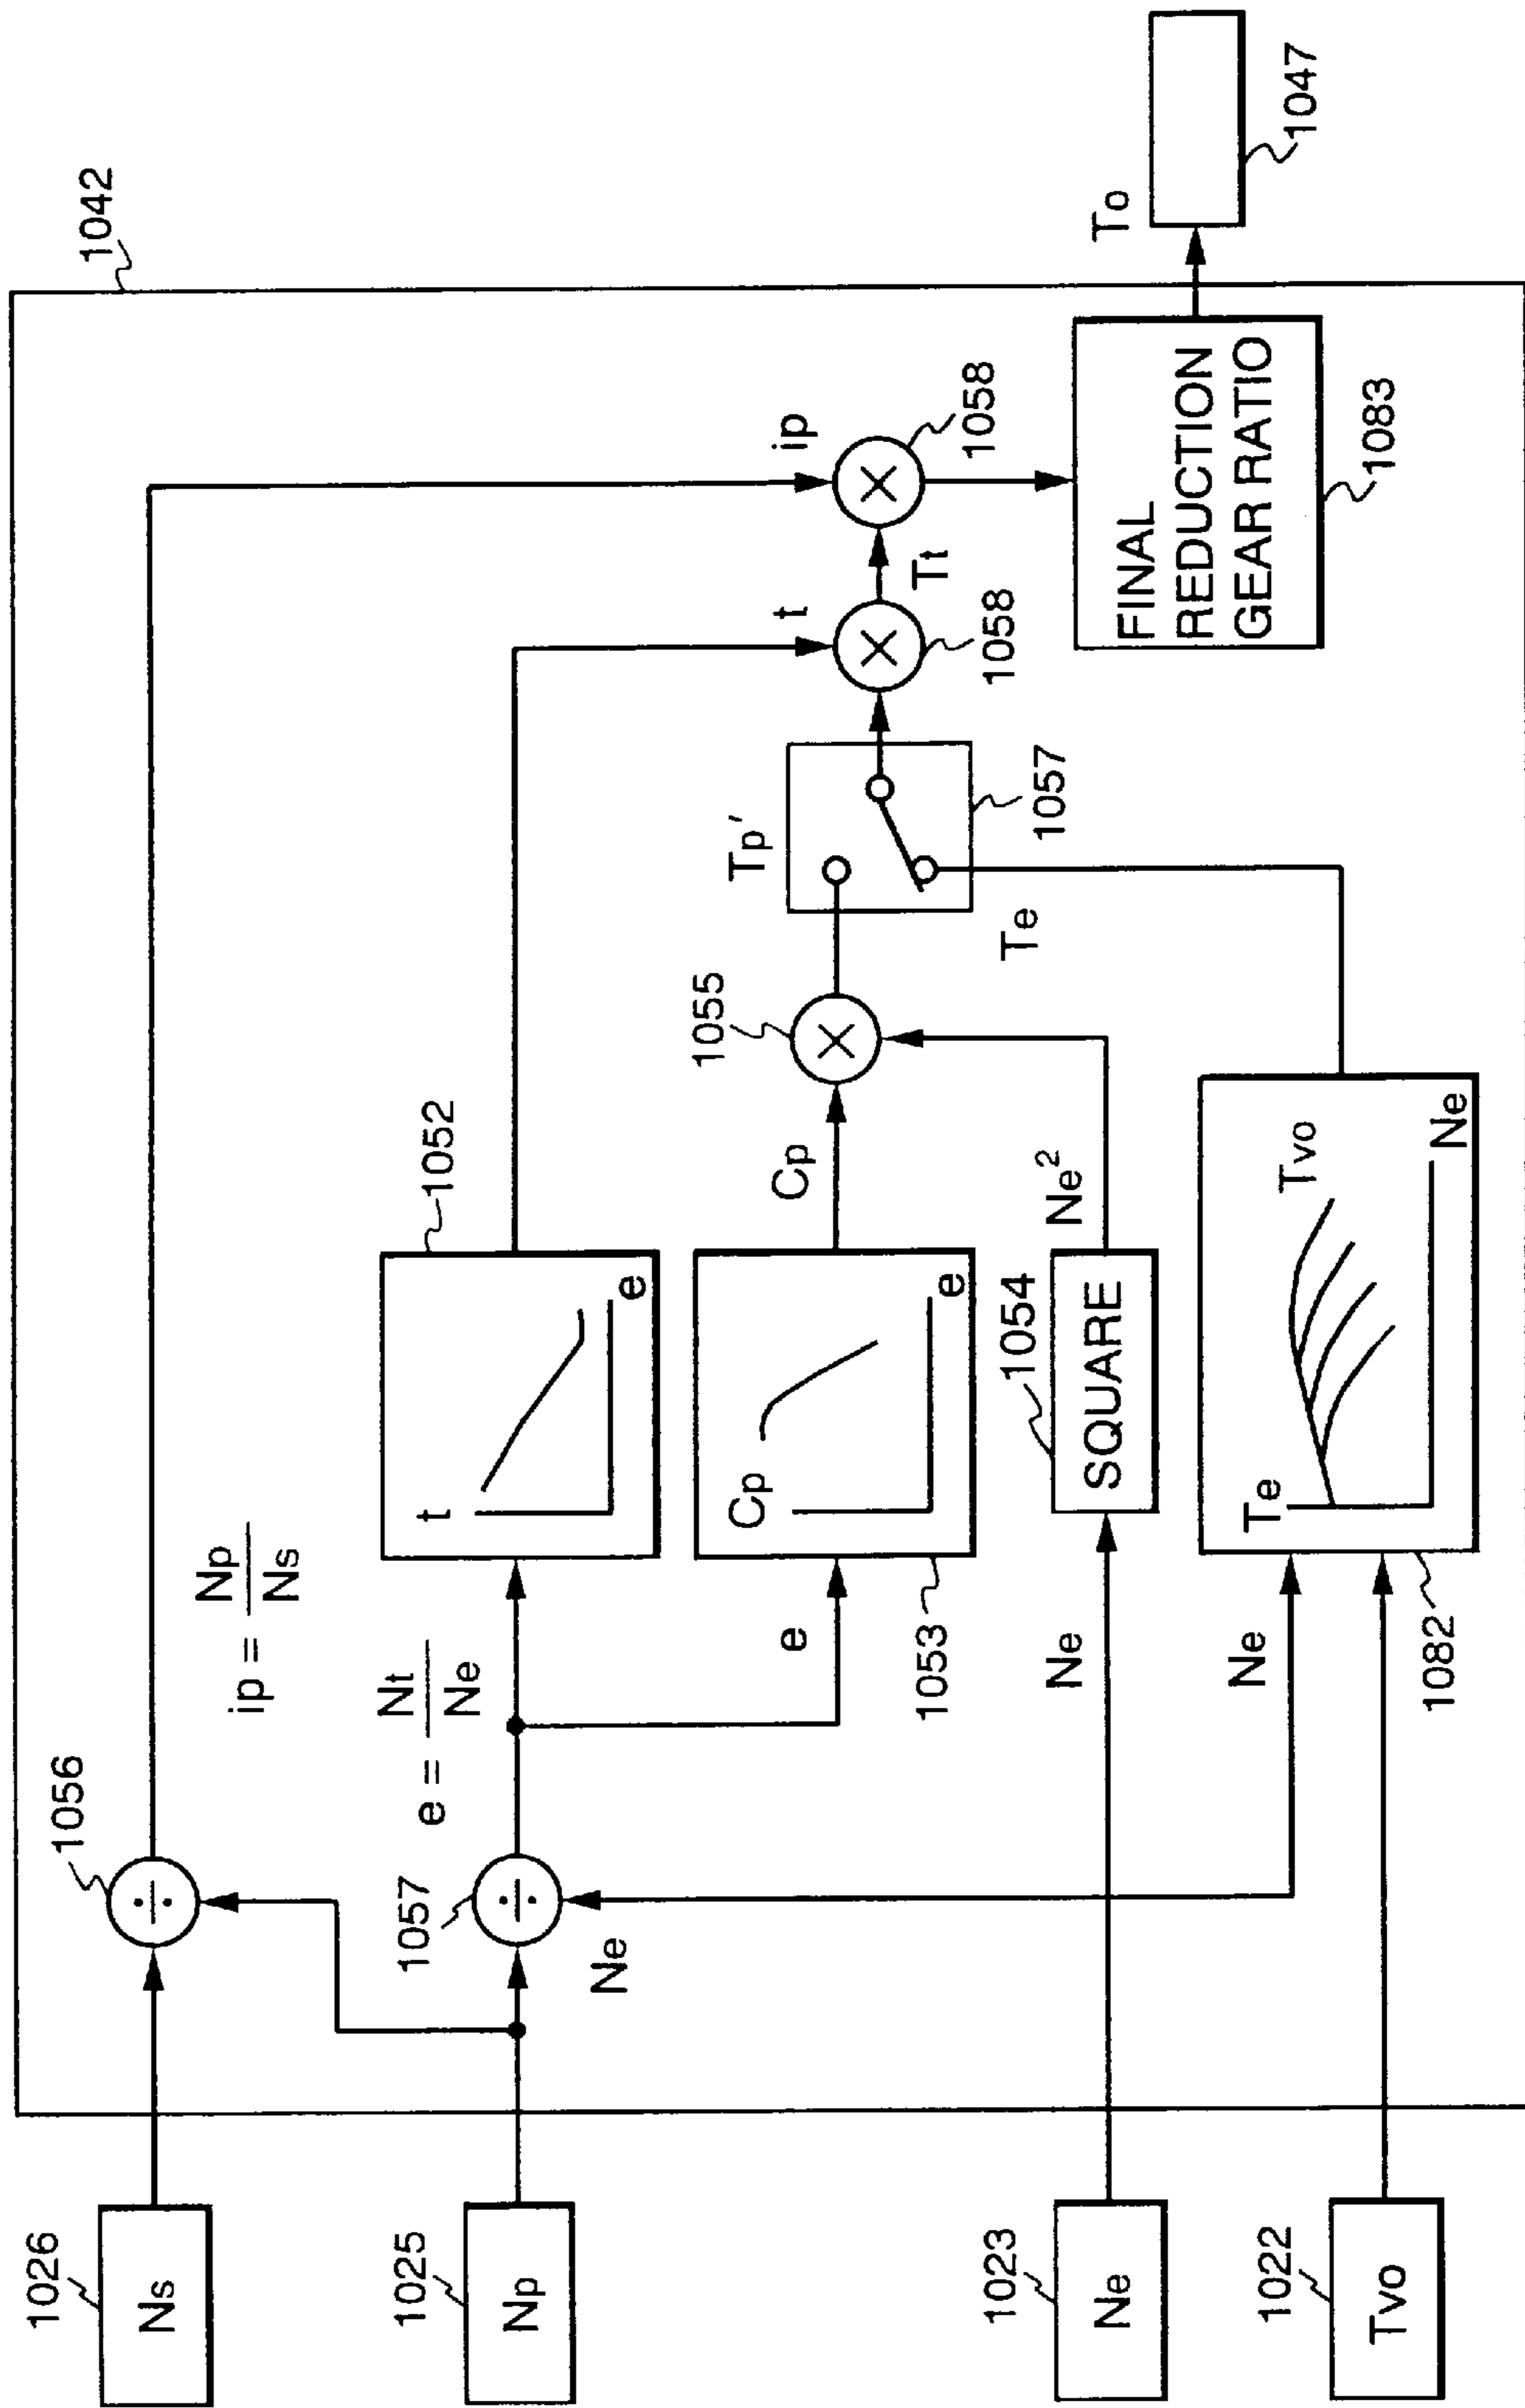 1042
1026
Ns
1056
ip = Np / Ns
ip
1025
Np
1057
Ne
e = Nt / Ne
1052
t
e
t
1058
Tt
1058
e
1053
Cp
e
Cp
1055
Tp'
1057
Te
1023
Ne
Ne
1054
SQUARE
Ne²
1022
Tvo
Ne
1082
Te
Tvo
Ne
FINAL
REDUCTION
GEAR RATIO
1083
To
1047